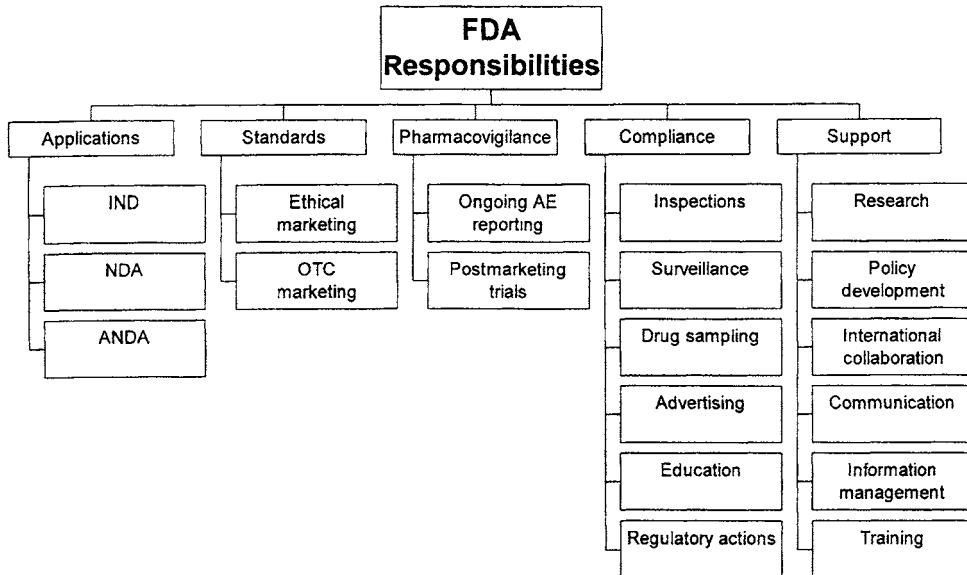 FDA
Responsibilities
Applications
IND
NDA
ANDA
Standards
Ethical
marketing
OTC
marketing
Pharmacovigilance
Ongoing AE
reporting
Postmarketing
trials
Compliance
Inspections
Surveillance
Drug sampling
Advertising
Education
Regulatory actions
Support
Research
Policy
development
International
collaboration
Communication
Information
management
Training